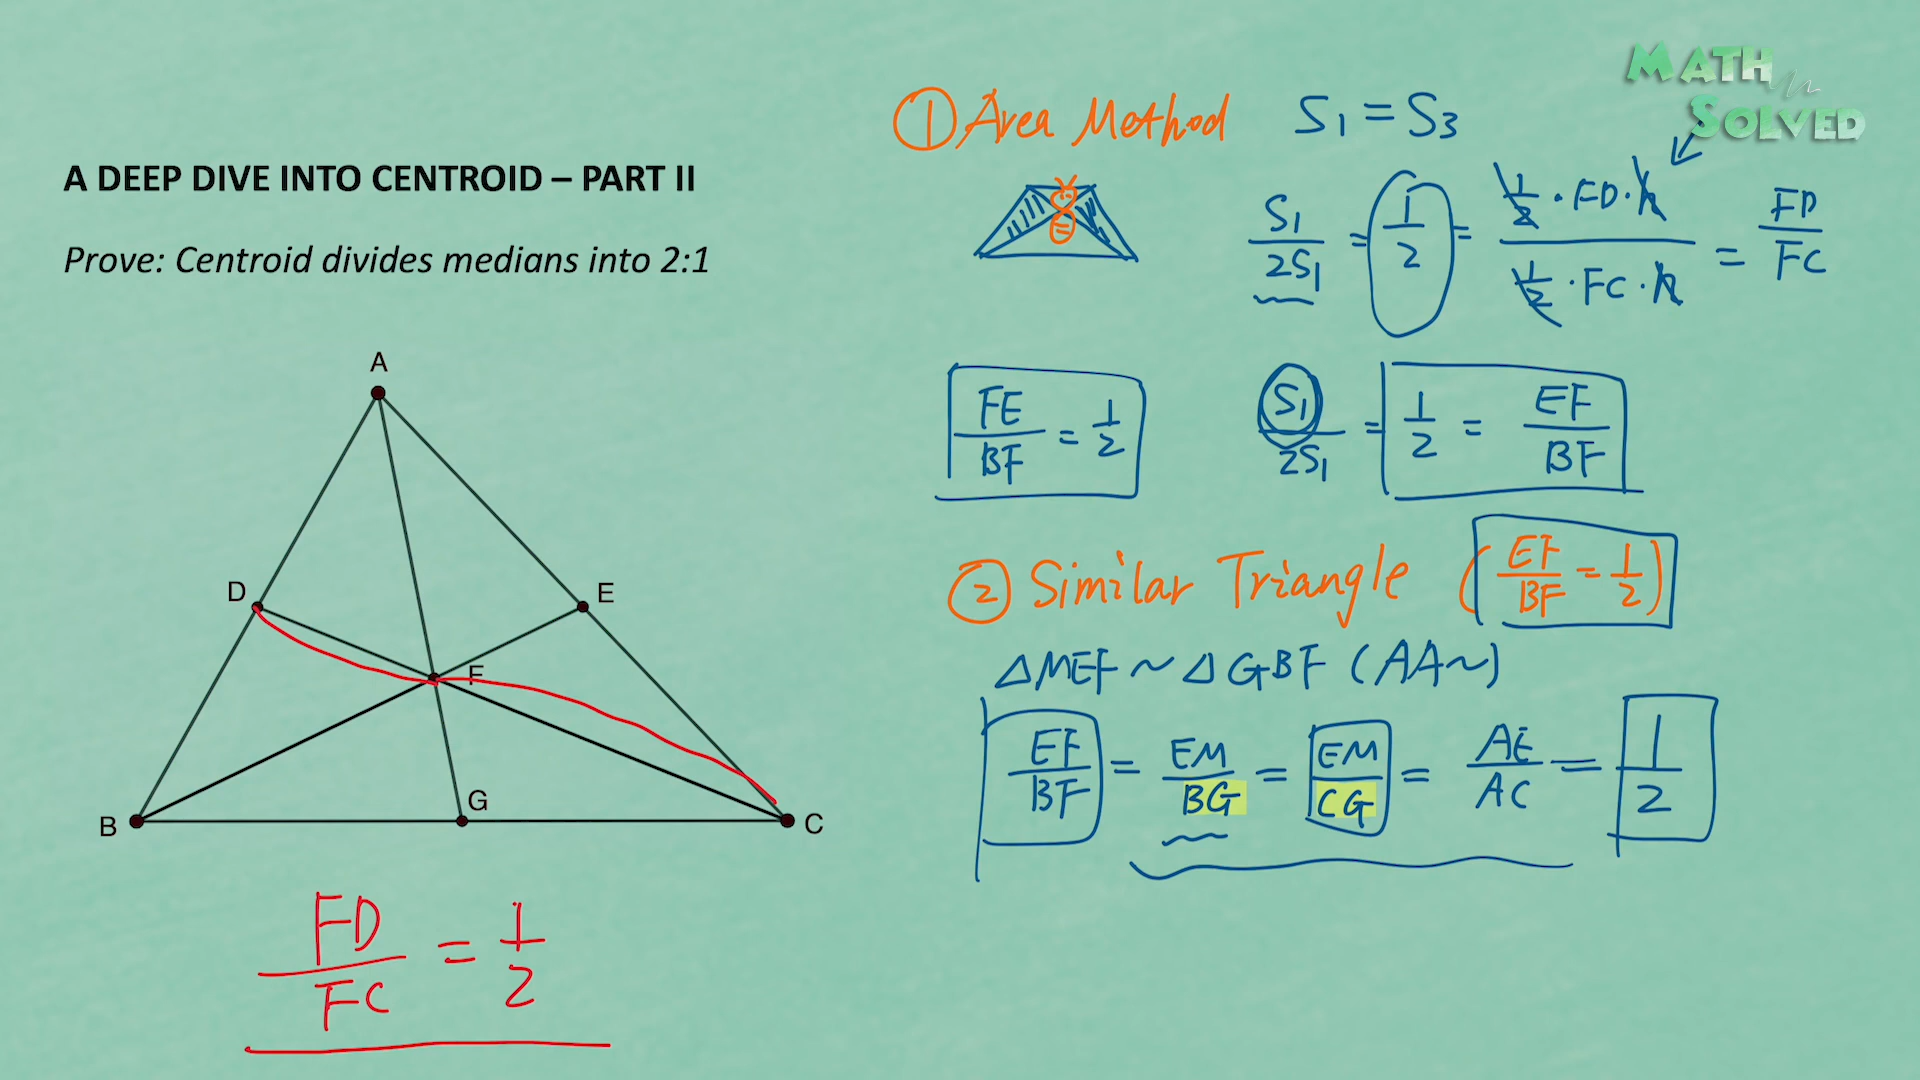 MATH
SOLVED
A DEEP DIVE INTO CENTROID – PART II
Prove: Centroid divides medians into 2:1
A
D
E
F
B
G
C
FD/FC = 1/2
① Area Method S1 = S3
S1/2S1 = 1/2 = (1/2 · FD · h)/(1/2 · FC · h) = FD/FC
FE/BF = 1/2
S1/2S1 = 1/2 = EF/BF
② Similar Triangle (EF/BF = 1/2)
△MEF ~ △GBF (AA~)
EF/BF = EM/BG = EM/CG = AE/AC = 1/2